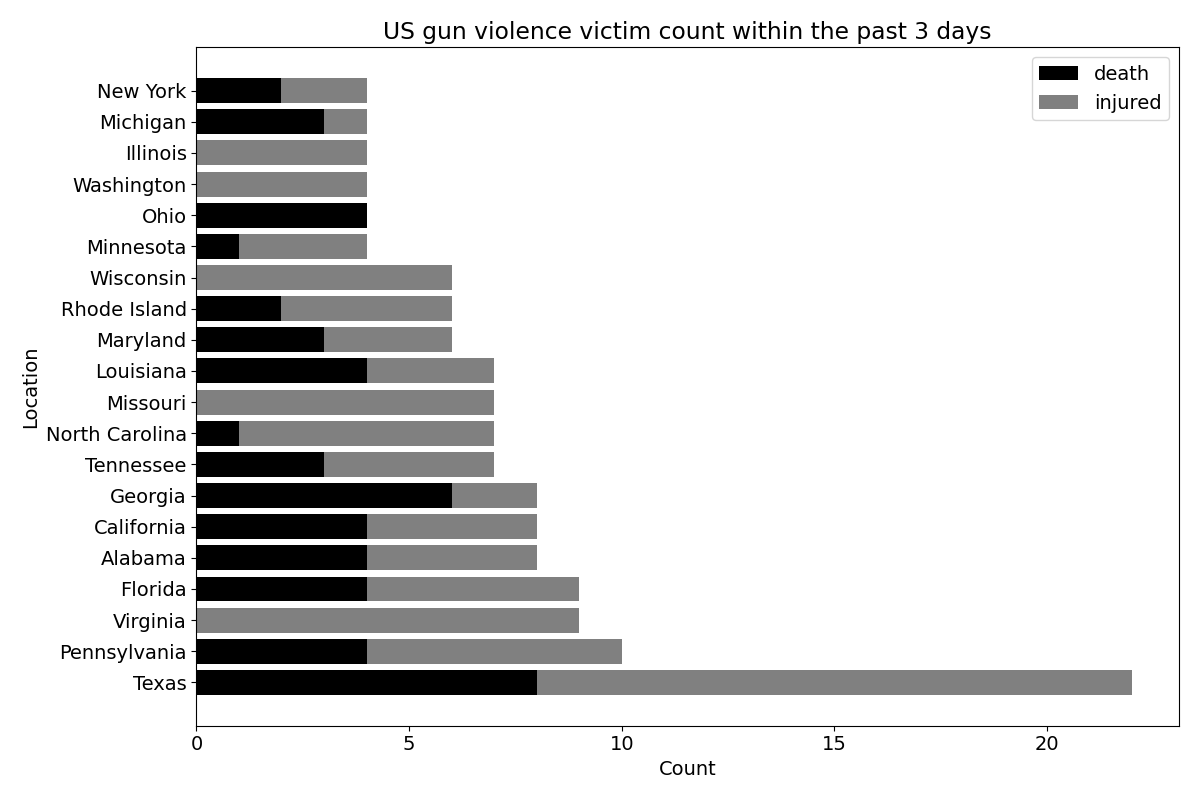 US gun violence victim count within the past 3 days
death
injured
New York
Michigan
Illinois
Washington
Ohio
Minnesota
Wisconsin
Rhode Island
Maryland
Louisiana
Missouri
North Carolina
Tennessee
Georgia
California
Alabama
Florida
Virginia
Pennsylvania
Texas
Location
0 5 10 15 20
Count